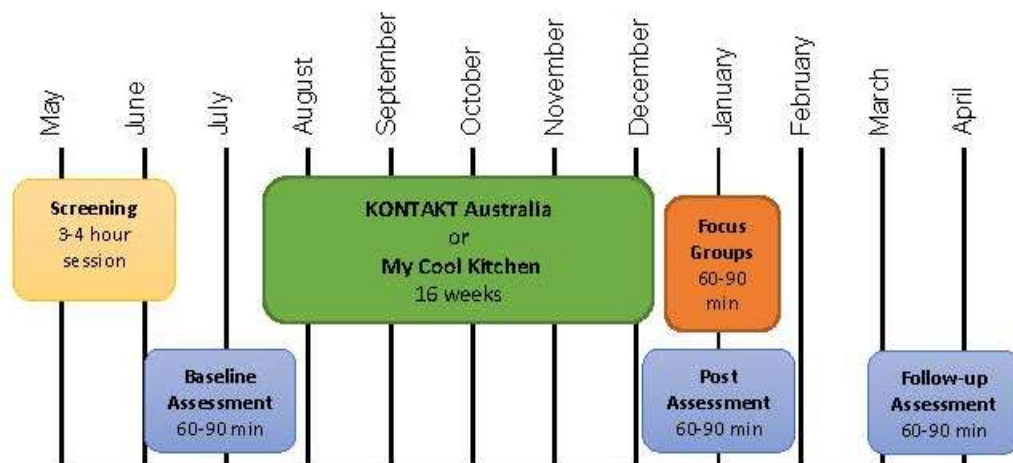 May
June
July
August
September
October
November
December
January
February
March
April
Screening
3-4 hour
session
KONTAKT Australia
or
My Cool Kitchen
16 weeks
Focus
Groups
60-90
min
Baseline
Assessment
60-90 min
Post
Assessment
60-90 min
Follow-up
Assessment
60-90 min